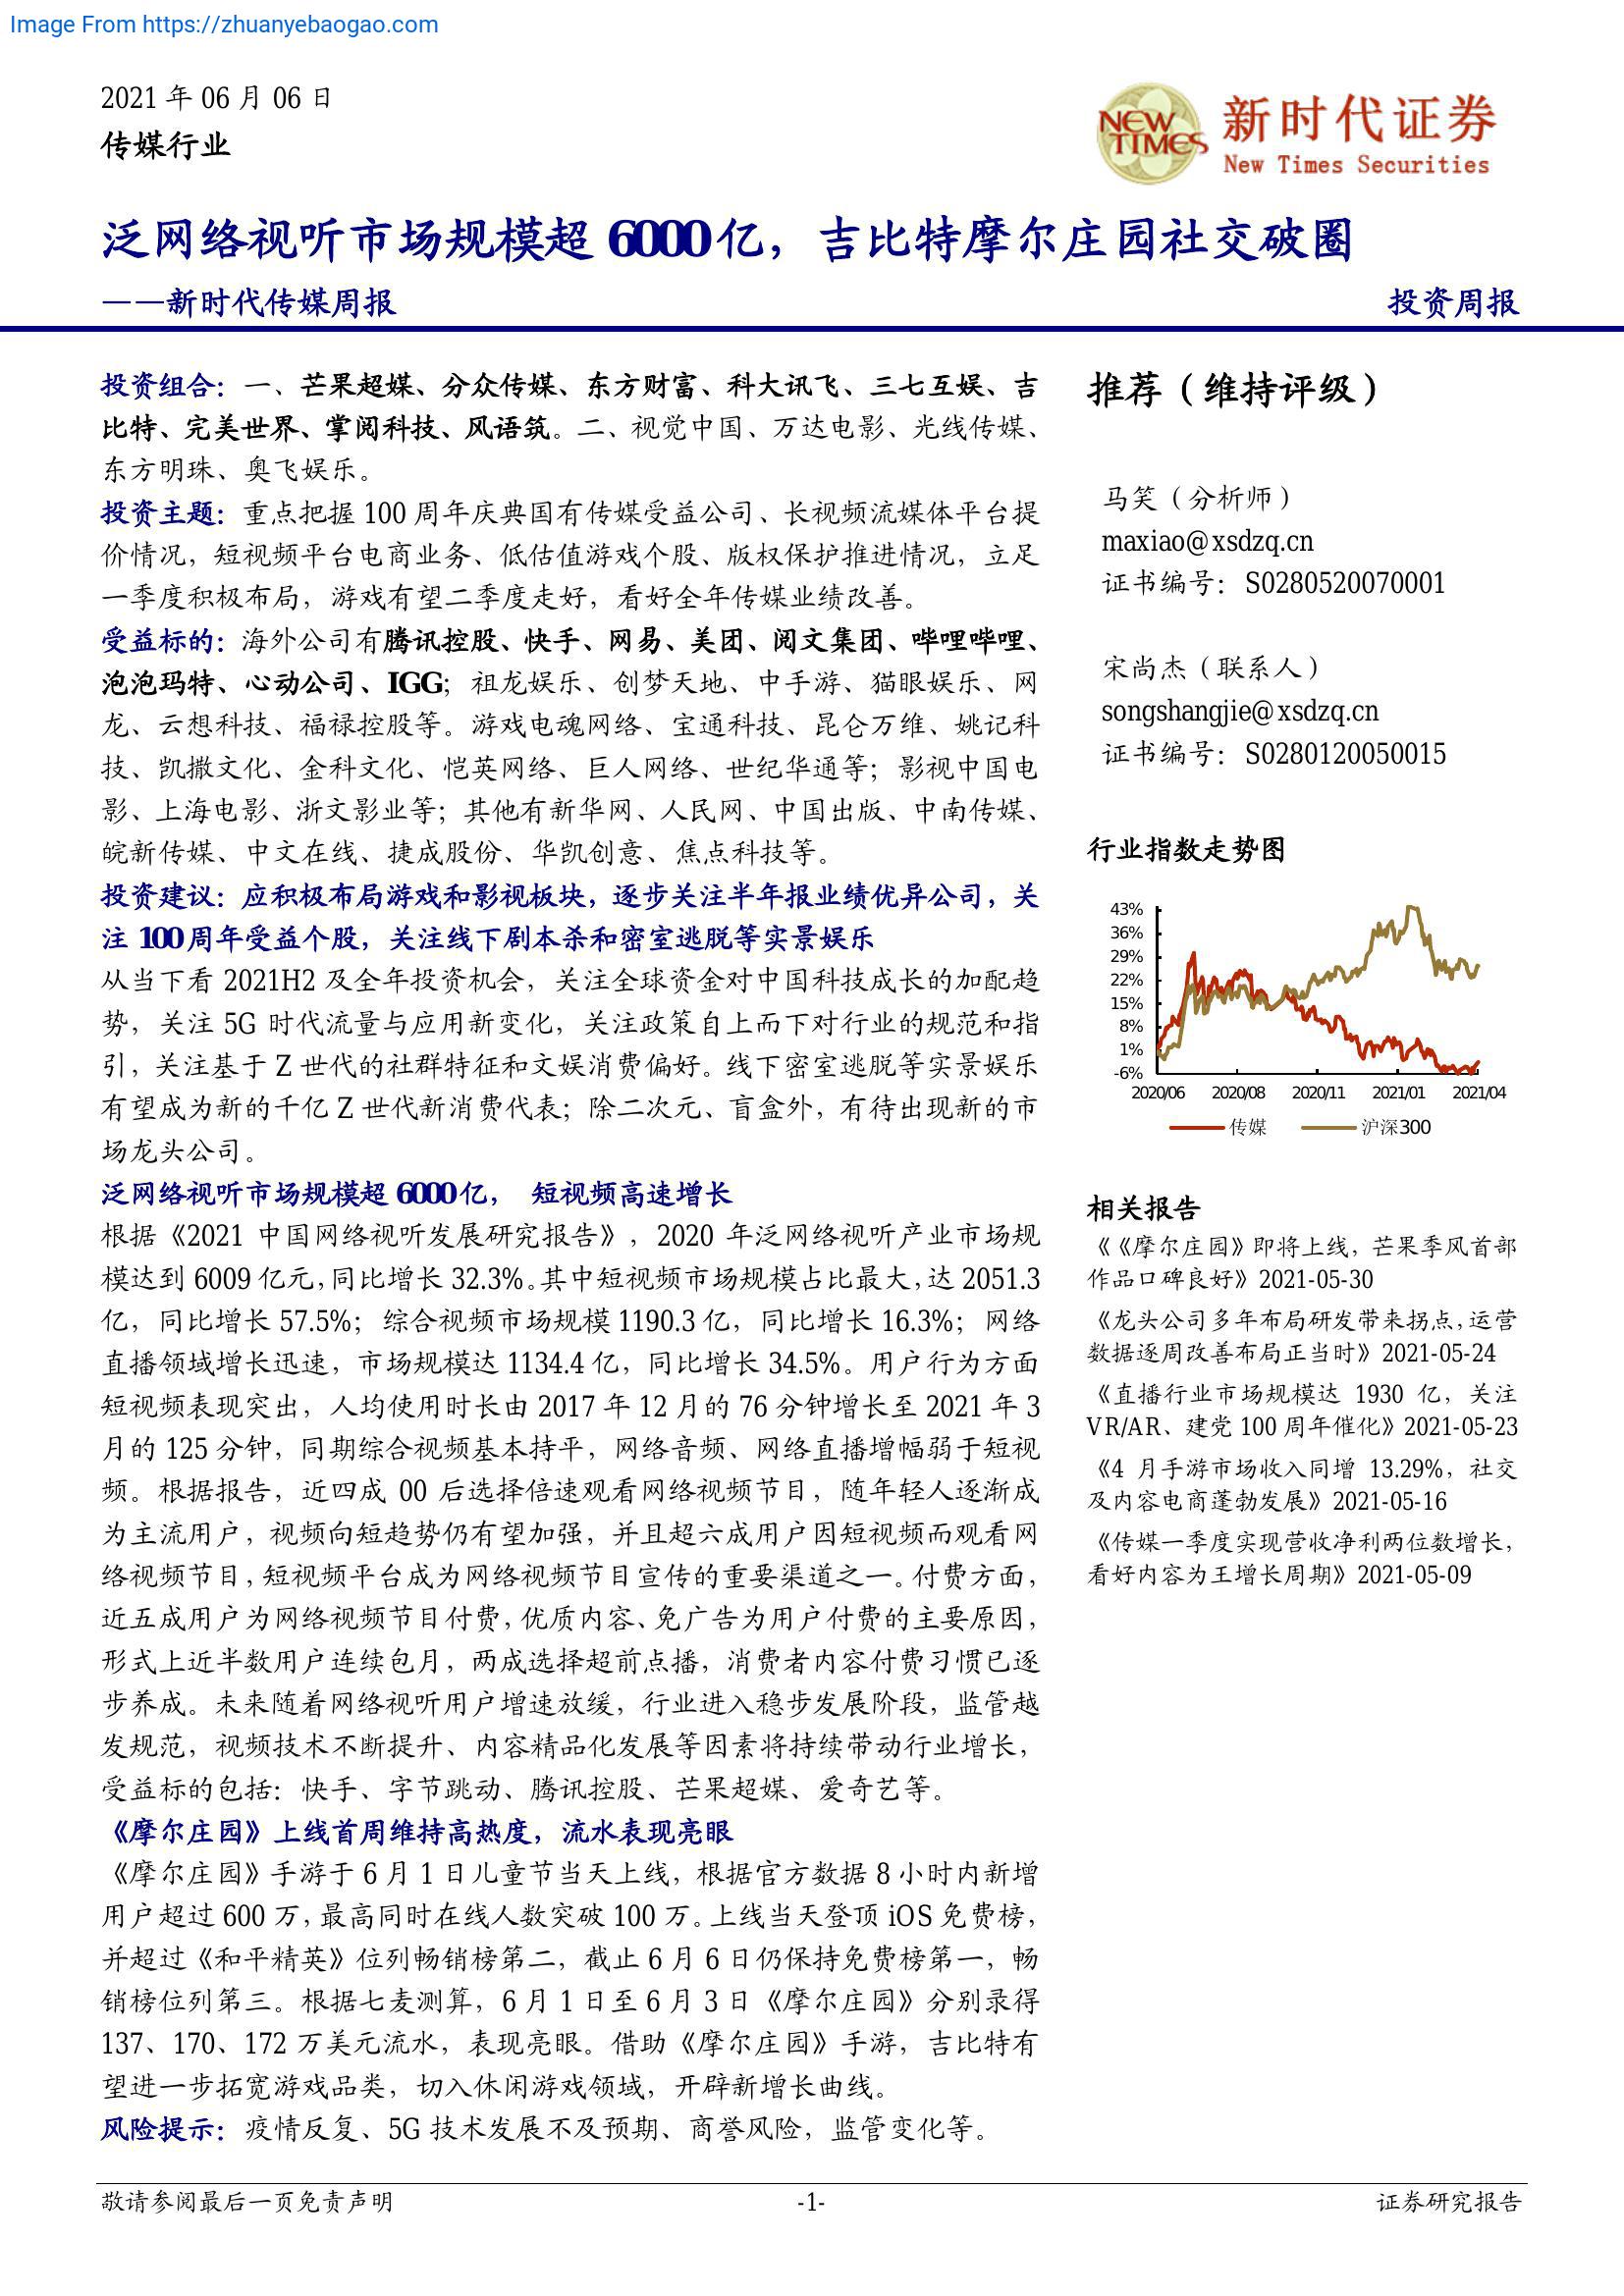 Image From https://zhuanyebaogao.com
2021 年 06 月 06 日
传媒行业
NEW TIMES
新时代证券
New Times Securities
泛网络视听市场规模超 6000亿，吉比特摩尔庄园社交破圈
——新时代传媒周报
投资周报
投资组合：一、芒果超媒、分众传媒、东方财富、科大讯飞、三七互娱、吉
比特、完美世界、掌阅科技、风语筑。二、视觉中国、万达电影、光线传媒、
东方明珠、奥飞娱乐。
投资主题：重点把握 100 周年庆典国有传媒受益公司、长视频流媒体平台提
价情况，短视频平台电商业务、低估值游戏个股、版权保护推进情况，立足
一季度积极布局，游戏有望二季度走好，看好全年传媒业绩改善。
受益标的：海外公司有腾讯控股、快手、网易、美团、阅文集团、哔哩哔哩、
泡泡玛特、心动公司、IGG；祖龙娱乐、创梦天地、中手游、猫眼娱乐、网
龙、云想科技、福禄控股等。游戏电魂网络、宝通科技、昆仑万维、姚记科
技、凯撒文化、金科文化、恺英网络、巨人网络、世纪华通等；影视中国电
影、上海电影、浙文影业等；其他有新华网、人民网、中国出版、中南传媒、
皖新传媒、中文在线、捷成股份、华凯创意、焦点科技等。
投资建议：应积极布局游戏和影视板块，逐步关注半年报业绩优异公司，关
注 100周年受益个股，关注线下剧本杀和密室逃脱等实景娱乐
从当下看 2021H2 及全年投资机会，关注全球资金对中国科技成长的加配趋
势，关注 5G 时代流量与应用新变化，关注政策自上而下对行业的规范和指
引，关注基于 Z 世代的社群特征和文娱消费偏好。线下密室逃脱等实景娱乐
有望成为新的千亿 Z 世代新消费代表；除二次元、盲盒外，有待出现新的市
场龙头公司。
泛网络视听市场规模超 6000亿， 短视频高速增长
根据《2021 中国网络视听发展研究报告》，2020 年泛网络视听产业市场规
模达到 6009 亿元，同比增长 32.3%。其中短视频市场规模占比最大，达 2051.3
亿，同比增长 57.5%；综合视频市场规模 1190.3 亿，同比增长 16.3%；网络
直播领域增长迅速，市场规模达 1134.4 亿，同比增长 34.5%。用户行为方面
短视频表现突出，人均使用时长由 2017 年 12 月的 76 分钟增长至 2021 年 3
月的 125 分钟，同期综合视频基本持平，网络音频、网络直播增幅弱于短视
频。根据报告，近四成 00 后选择倍速观看网络视频节目，随年轻人逐渐成
为主流用户，视频向短趋势仍有望加强，并且超六成用户因短视频而观看网
络视频节目，短视频平台成为网络视频节目宣传的重要渠道之一。付费方面，
近五成用户为网络视频节目付费，优质内容、免广告为用户付费的主要原因，
形式上近半数用户连续包月，两成选择超前点播，消费者内容付费习惯已逐
步养成。未来随着网络视听用户增速放缓，行业进入稳步发展阶段，监管越
发规范，视频技术不断提升、内容精品化发展等因素将持续带动行业增长，
受益标的包括：快手、字节跳动、腾讯控股、芒果超媒、爱奇艺等。
《摩尔庄园》上线首周维持高热度，流水表现亮眼
《摩尔庄园》手游于 6 月 1 日儿童节当天上线，根据官方数据 8 小时内新增
用户超过 600 万，最高同时在线人数突破 100 万。上线当天登顶 iOS 免费榜，
并超过《和平精英》位列畅销榜第二，截止 6 月 6 日仍保持免费榜第一，畅
销榜位列第三。根据七麦测算，6 月 1 日至 6 月 3 日《摩尔庄园》分别录得
137、170、172 万美元流水，表现亮眼。借助《摩尔庄园》手游，吉比特有
望进一步拓宽游戏品类，切入休闲游戏领域，开辟新增长曲线。
风险提示：疫情反复、5G 技术发展不及预期、商誉风险，监管变化等。
推荐（维持评级）
马笑（分析师）
maxiao@xsdzq.cn
证书编号：S0280520070001
宋尚杰（联系人）
songshangjie@xsdzq.cn
证书编号：S0280120050015
行业指数走势图
43%
36%
29%
22%
15%
8%
1%
-6%
2020/06 2020/08 2020/11 2021/01 2021/04
传媒 沪深300
相关报告
《《摩尔庄园》即将上线，芒果季风首部
作品口碑良好》2021-05-30
《龙头公司多年布局研发带来拐点，运营
数据逐周改善布局正当时》2021-05-24
《直播行业市场规模达 1930 亿，关注
VR/AR、建党 100 周年催化》2021-05-23
《4 月手游市场收入同增 13.29%，社交
及内容电商蓬勃发展》2021-05-16
《传媒一季度实现营收净利两位数增长，
看好内容为王增长周期》2021-05-09
敬请参阅最后一页免责声明
-1-
证券研究报告